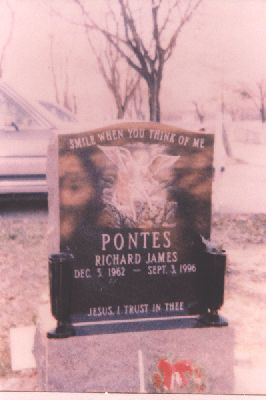 SMILE WHEN YOU THINK OF ME
PONTES
RICHARD JAMES
DEC. 3, 1962 — SEPT. 3, 1996
JESUS, I TRUST IN THEE